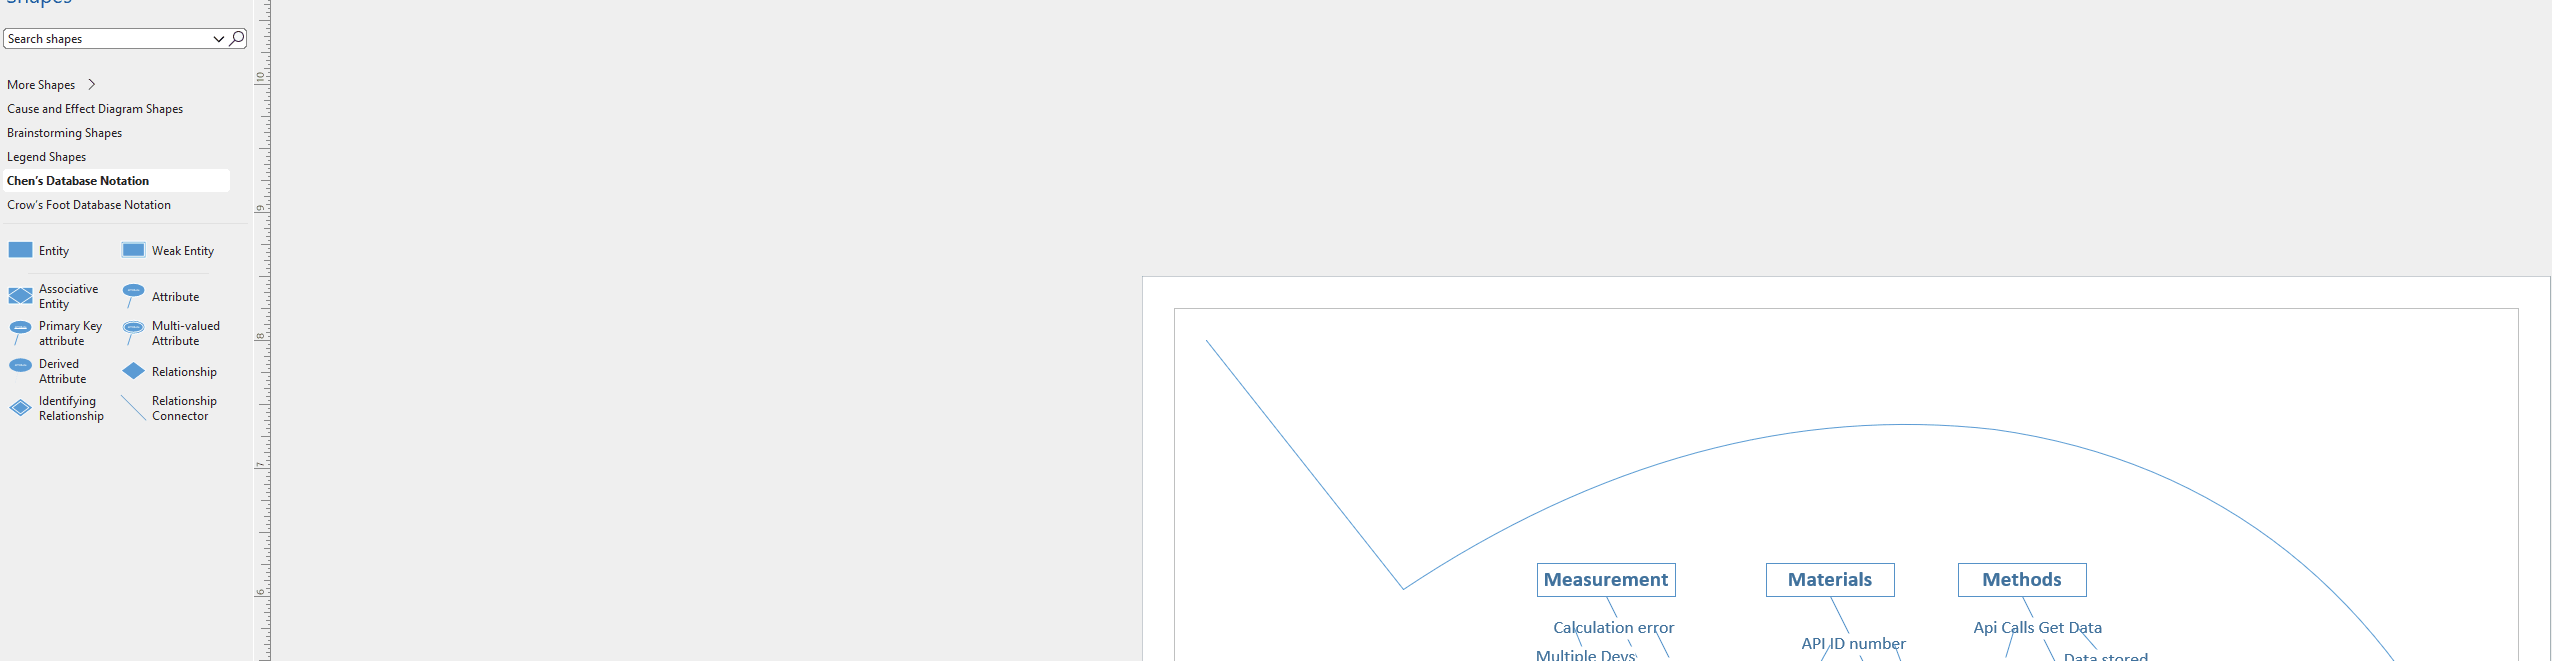 Shapes
Search shapes
More Shapes
Cause and Effect Diagram Shapes
Brainstorming Shapes
Legend Shapes
Chen's Database Notation
Crow's Foot Database Notation
Entity
Weak Entity
Associative
Entity
Attribute
Primary Key
attribute
Multi-valued
Attribute
Derived
Attribute
Relationship
Identifying
Relationship
Relationship
Connector
10
9
8
7
6
Measurement
Materials
Methods
Calculation error
API ID number
Api Calls Get Data
Multiple Devs
Data stored